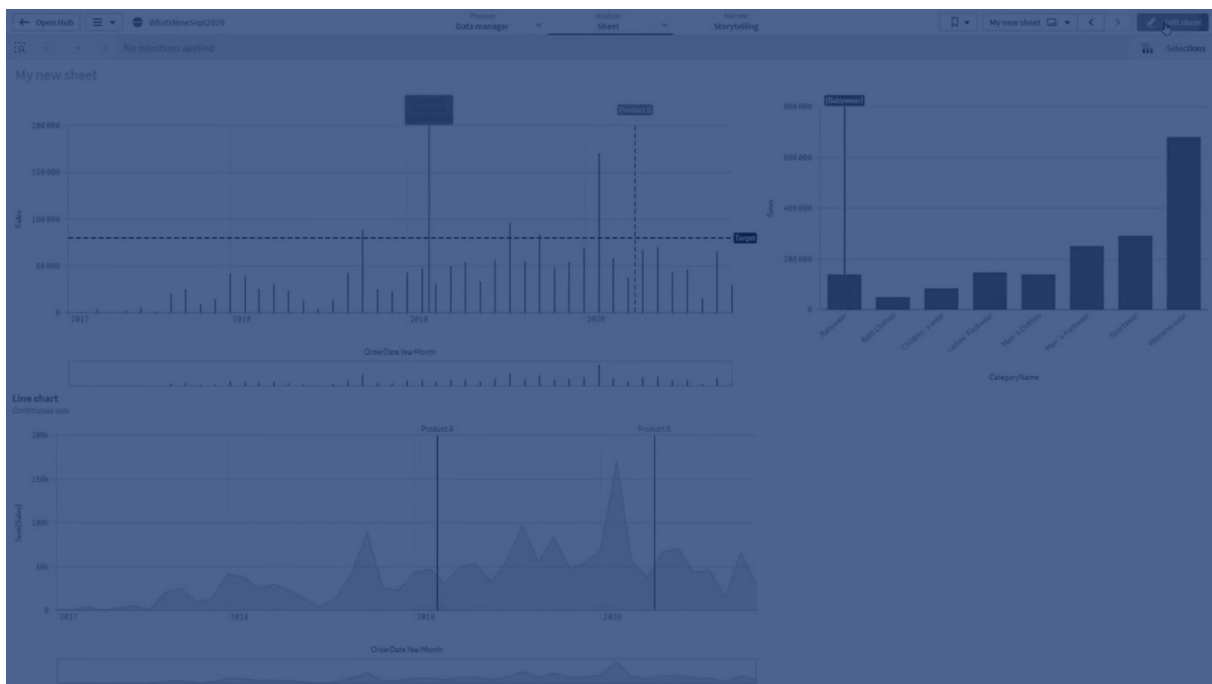 Open Hub
WhatsNewSept2020
Prepare
Data manager
Analyze
Sheet
Narrate
Storytelling
My new sheet
sheet
No selections applied
Selections
My new sheet
Product B
200 000
150 000
100 000
50 000
0
Sales
Target
2017
2018
2019
2020
OrderDate.YearMonth
(Babywear)
800 000
600 000
400 000
200 000
0
Sales
Babywear
Bath Clothes
Children´s wear
Ladies´ Footwear
Men´s Clothes
Men´s Footwear
Sportwear
Womens wear
CategoryName
Line chart
Continuous axis
Product A
Product B
200k
150k
100k
50k
0
Sum(Sales)
2017
2018
2019
2020
OrderDate.YearMonth